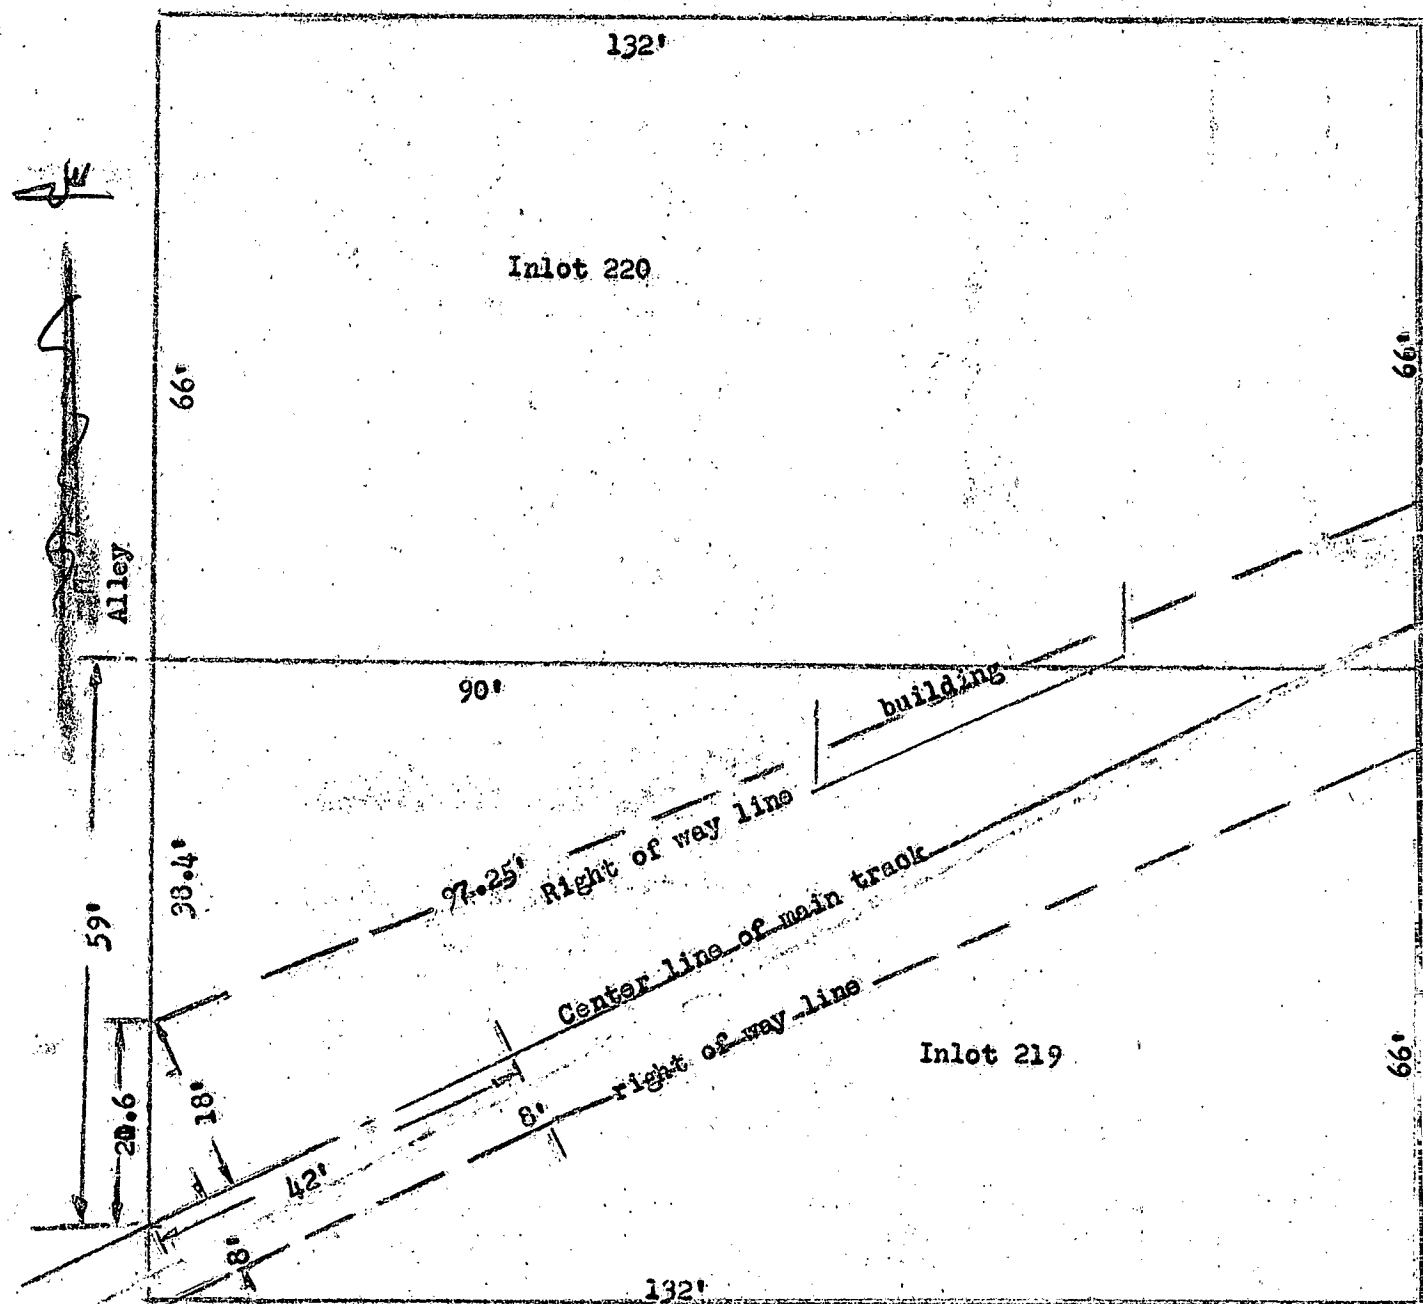 132'
Inlot 220
66'
66'
Alley
90'
building
97.25'
Right of way line
38.4'
59'
Center line of main track
right of way line
Inlot 219
66'
20.6
18'
8'
42'
8'
132'